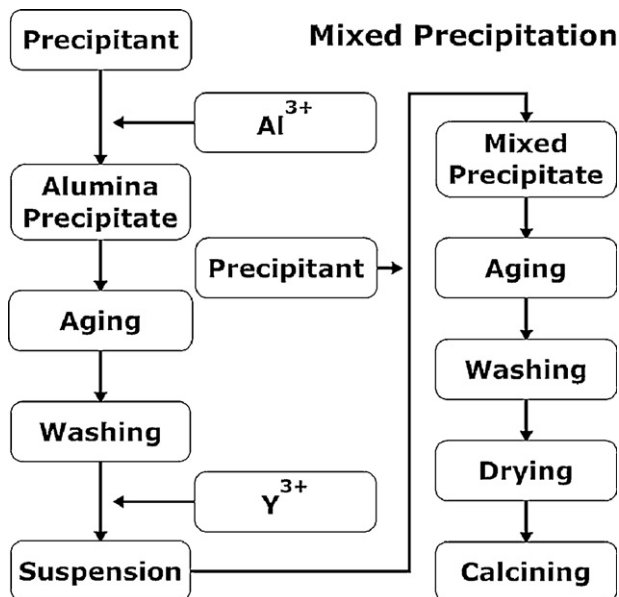 Mixed Precipitation
Precipitant
Al3+
Alumina
Precipitate
Aging
Washing
Y3+
Suspension
Precipitant
Mixed
Precipitate
Aging
Washing
Drying
Calcining